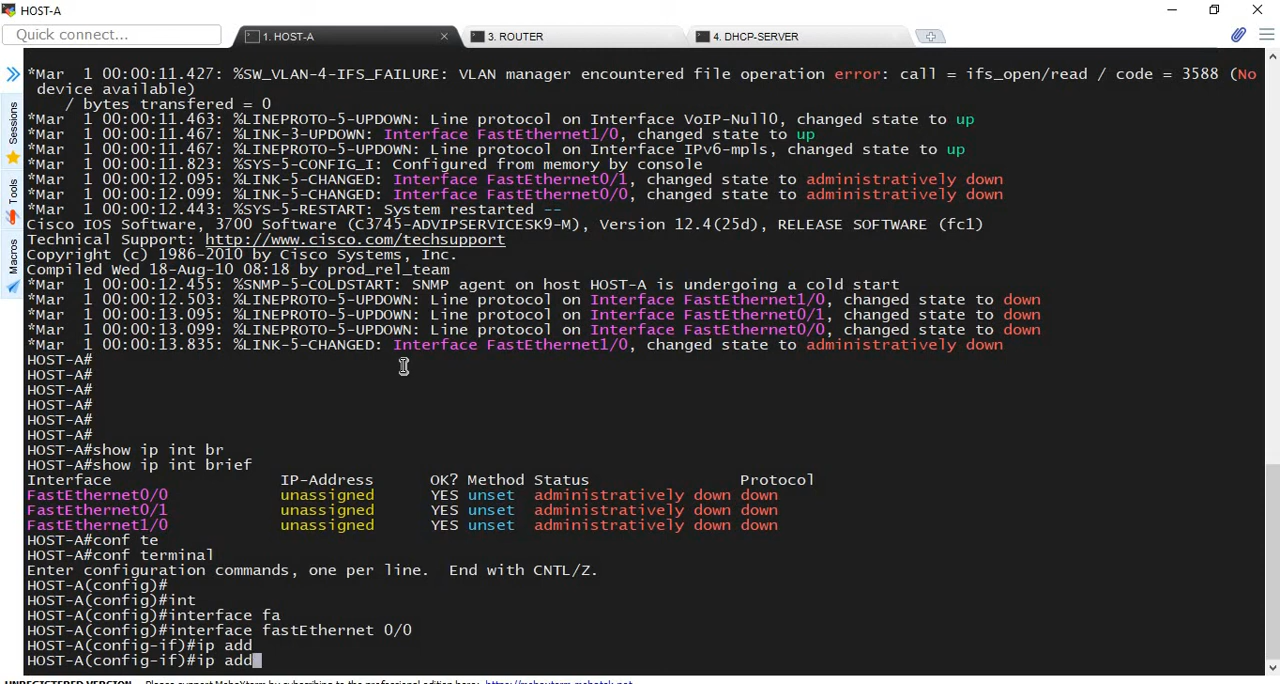 HOST-A
Quick connect...
1. HOST-A
3. ROUTER
4. DHCP-SERVER
Sessions
Tools
Macros
*Mar  1 00:00:11.427: %SW_VLAN-4-IFS_FAILURE: VLAN manager encountered file operation error: call = ifs_open/read / code = 3588 (No
device available)
/ bytes transfered = 0
*Mar  1 00:00:11.463: %LINEPROTO-5-UPDOWN: Line protocol on Interface VoIP-Null0, changed state to up
*Mar  1 00:00:11.467: %LINK-3-UPDOWN: Interface FastEthernet1/0, changed state to up
*Mar  1 00:00:11.467: %LINEPROTO-5-UPDOWN: Line protocol on Interface IPv6-mpls, changed state to up
*Mar  1 00:00:11.823: %SYS-5-CONFIG_I: Configured from memory by console
*Mar  1 00:00:12.095: %LINK-5-CHANGED: Interface FastEthernet0/1, changed state to administratively down
*Mar  1 00:00:12.099: %LINK-5-CHANGED: Interface FastEthernet0/0, changed state to administratively down
*Mar  1 00:00:12.443: %SYS-5-RESTART: System restarted --
Cisco IOS Software, 3700 Software (C3745-ADVIPSERVICESK9-M), Version 12.4(25d), RELEASE SOFTWARE (fc1)
Technical Support: http://www.cisco.com/techsupport
Copyright (c) 1986-2010 by Cisco Systems, Inc.
Compiled Wed 18-Aug-10 08:18 by prod_rel_team
*Mar  1 00:00:12.455: %SNMP-5-COLDSTART: SNMP agent on host HOST-A is undergoing a cold start
*Mar  1 00:00:12.503: %LINEPROTO-5-UPDOWN: Line protocol on Interface FastEthernet1/0, changed state to down
*Mar  1 00:00:13.095: %LINEPROTO-5-UPDOWN: Line protocol on Interface FastEthernet0/1, changed state to down
*Mar  1 00:00:13.099: %LINEPROTO-5-UPDOWN: Line protocol on Interface FastEthernet0/0, changed state to down
*Mar  1 00:00:13.835: %LINK-5-CHANGED: Interface FastEthernet1/0, changed state to administratively down
HOST-A#
HOST-A#
HOST-A#
HOST-A#
HOST-A#
HOST-A#
HOST-A#show ip int br
HOST-A#show ip int brief
Interface IP-Address OK? Method Status Protocol
FastEthernet0/0 unassigned YES unset administratively down down
FastEthernet0/1 unassigned YES unset administratively down down
FastEthernet1/0 unassigned YES unset administratively down down
HOST-A#conf te
HOST-A#conf terminal
Enter configuration commands, one per line.  End with CNTL/Z.
HOST-A(config)#
HOST-A(config)#int
HOST-A(config)#interface fa
HOST-A(config)#interface fastEthernet 0/0
HOST-A(config-if)#ip add
HOST-A(config-if)#ip add